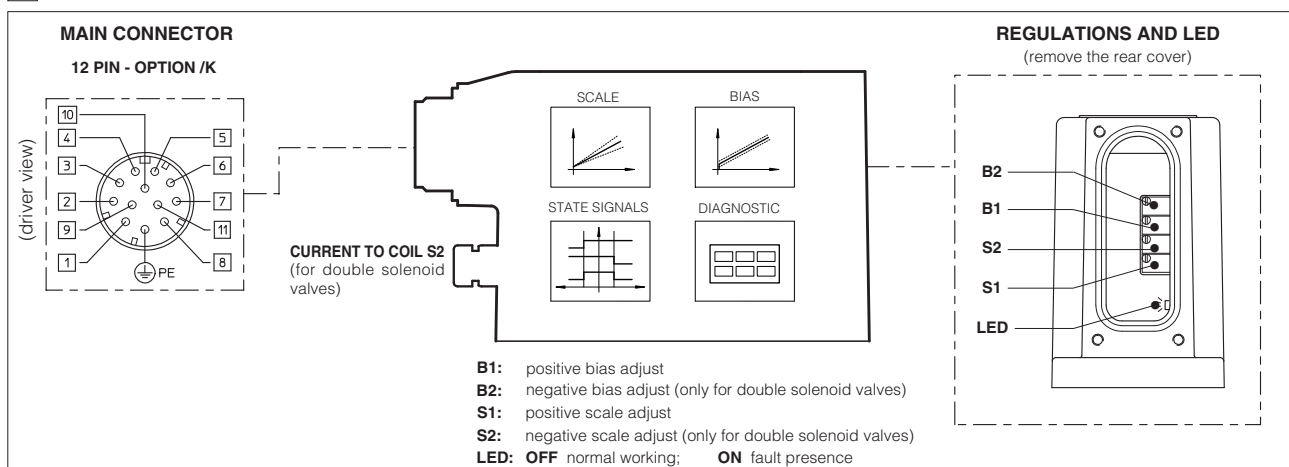 MAIN CONNECTOR
12 PIN - OPTION /K
(driver view)
10
4
3
2
9
1
5
6
7
11
8
PE
CURRENT TO COIL S2
(for double solenoid
valves)
SCALE
BIAS
STATE SIGNALS
DIAGNOSTIC
REGULATIONS AND LED
(remove the rear cover)
B2
B1
S2
S1
LED
B1: positive bias adjust
B2: negative bias adjust (only for double solenoid valves)
S1: positive scale adjust
S2: negative scale adjust (only for double solenoid valves)
LED: OFF normal working; ON fault presence